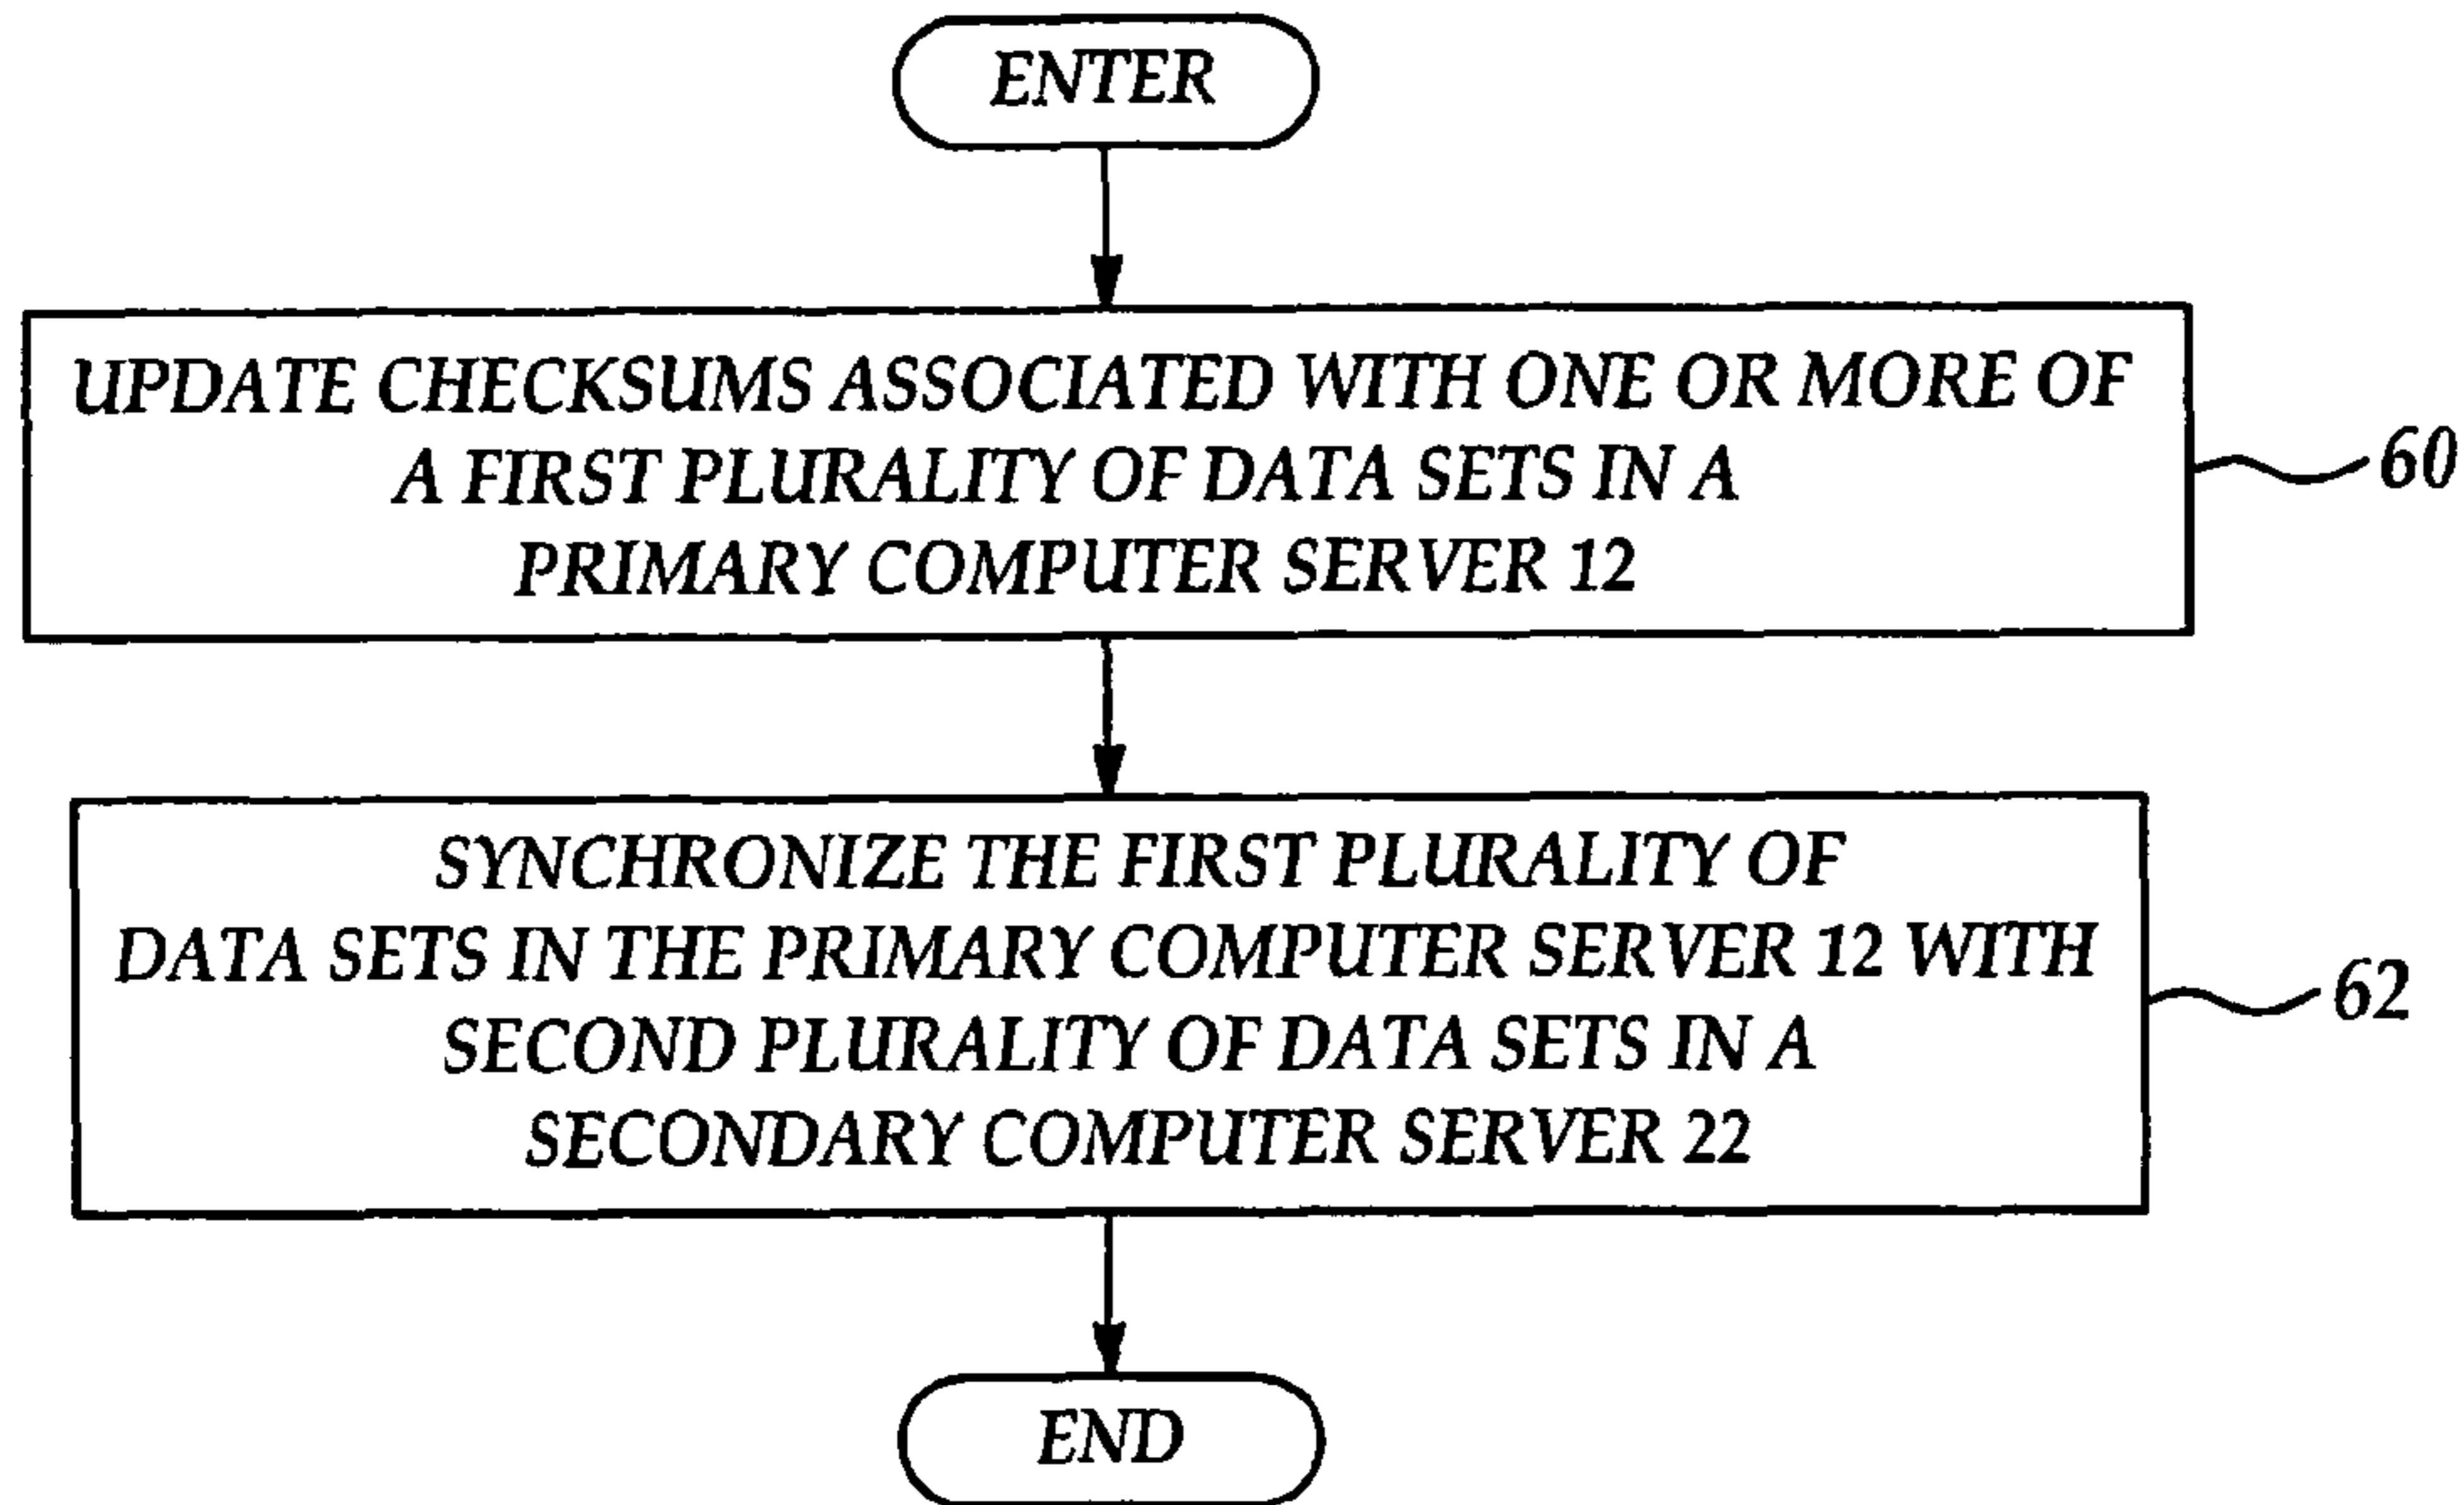 ENTER
UPDATE CHECKSUMS ASSOCIATED WITH ONE OR MORE OF
A FIRST PLURALITY OF DATA SETS IN A
PRIMARY COMPUTER SERVER 12
60
SYNCHRONIZE THE FIRST PLURALITY OF
DATA SETS IN THE PRIMARY COMPUTER SERVER 12 WITH
SECOND PLURALITY OF DATA SETS IN A
SECONDARY COMPUTER SERVER 22
62
END